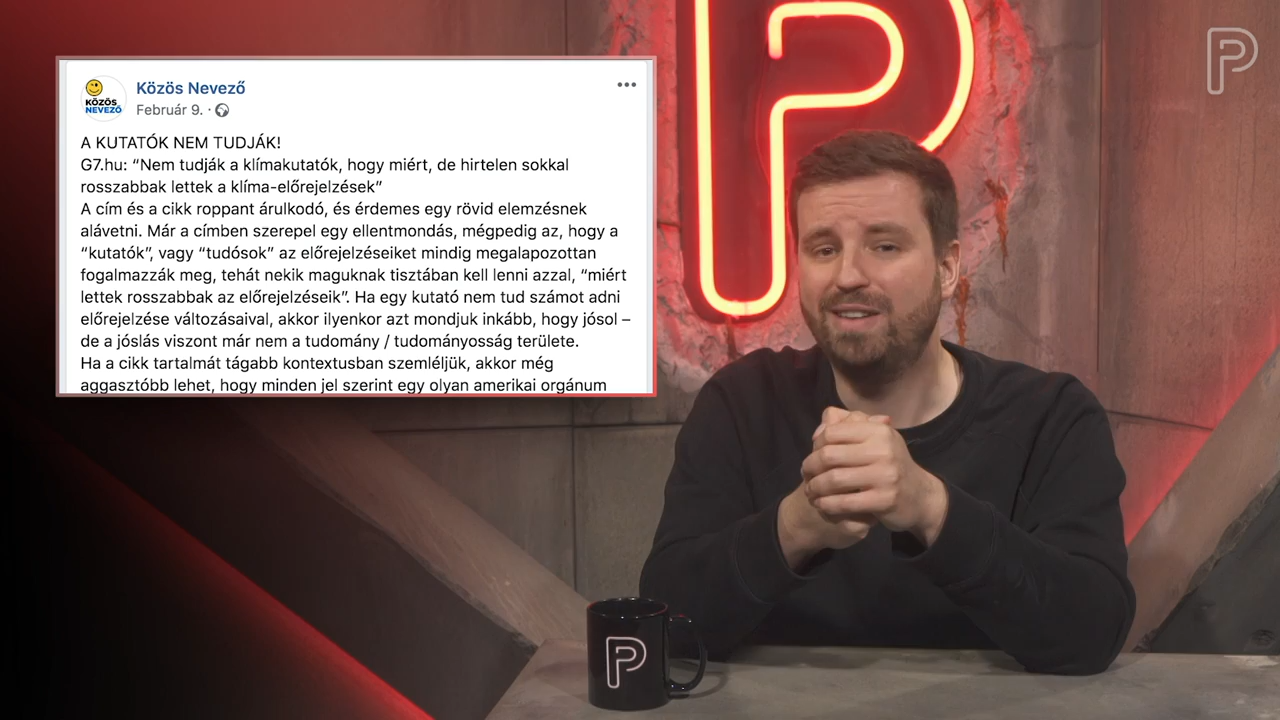 P
P
KÖZÖS
NEVEZŐ
Közös Nevező
Február 9. ·
A KUTATÓK NEM TUDJÁK!
G7.hu: “Nem tudják a klímakutatók, hogy miért, de hirtelen sokkal
rosszabbak lettek a klíma-előrejelzések”
A cím és a cikk roppant árulkodó, és érdemes egy rövid elemzésnek
alávetni. Már a címben szerepel egy ellentmondás, mégpedig az, hogy a
“kutatók”, vagy “tudósok” az előrejelzéseiket mindig megalapozottan
fogalmazzák meg, tehát nekik maguknak tisztában kell lenni azzal, “miért
lettek rosszabbak az előrejelzéseik”. Ha egy kutató nem tud számot adni
előrejelzése változásaival, akkor ilyenkor azt mondjuk inkább, hogy jósol –
de a jóslás viszont már nem a tudomány / tudományosság területe.
Ha a cikk tartalmát tágabb kontextusban szemléljük, akkor még
aggasztóbb lehet, hogy minden jel szerint egy olyan amerikai orgánum
P